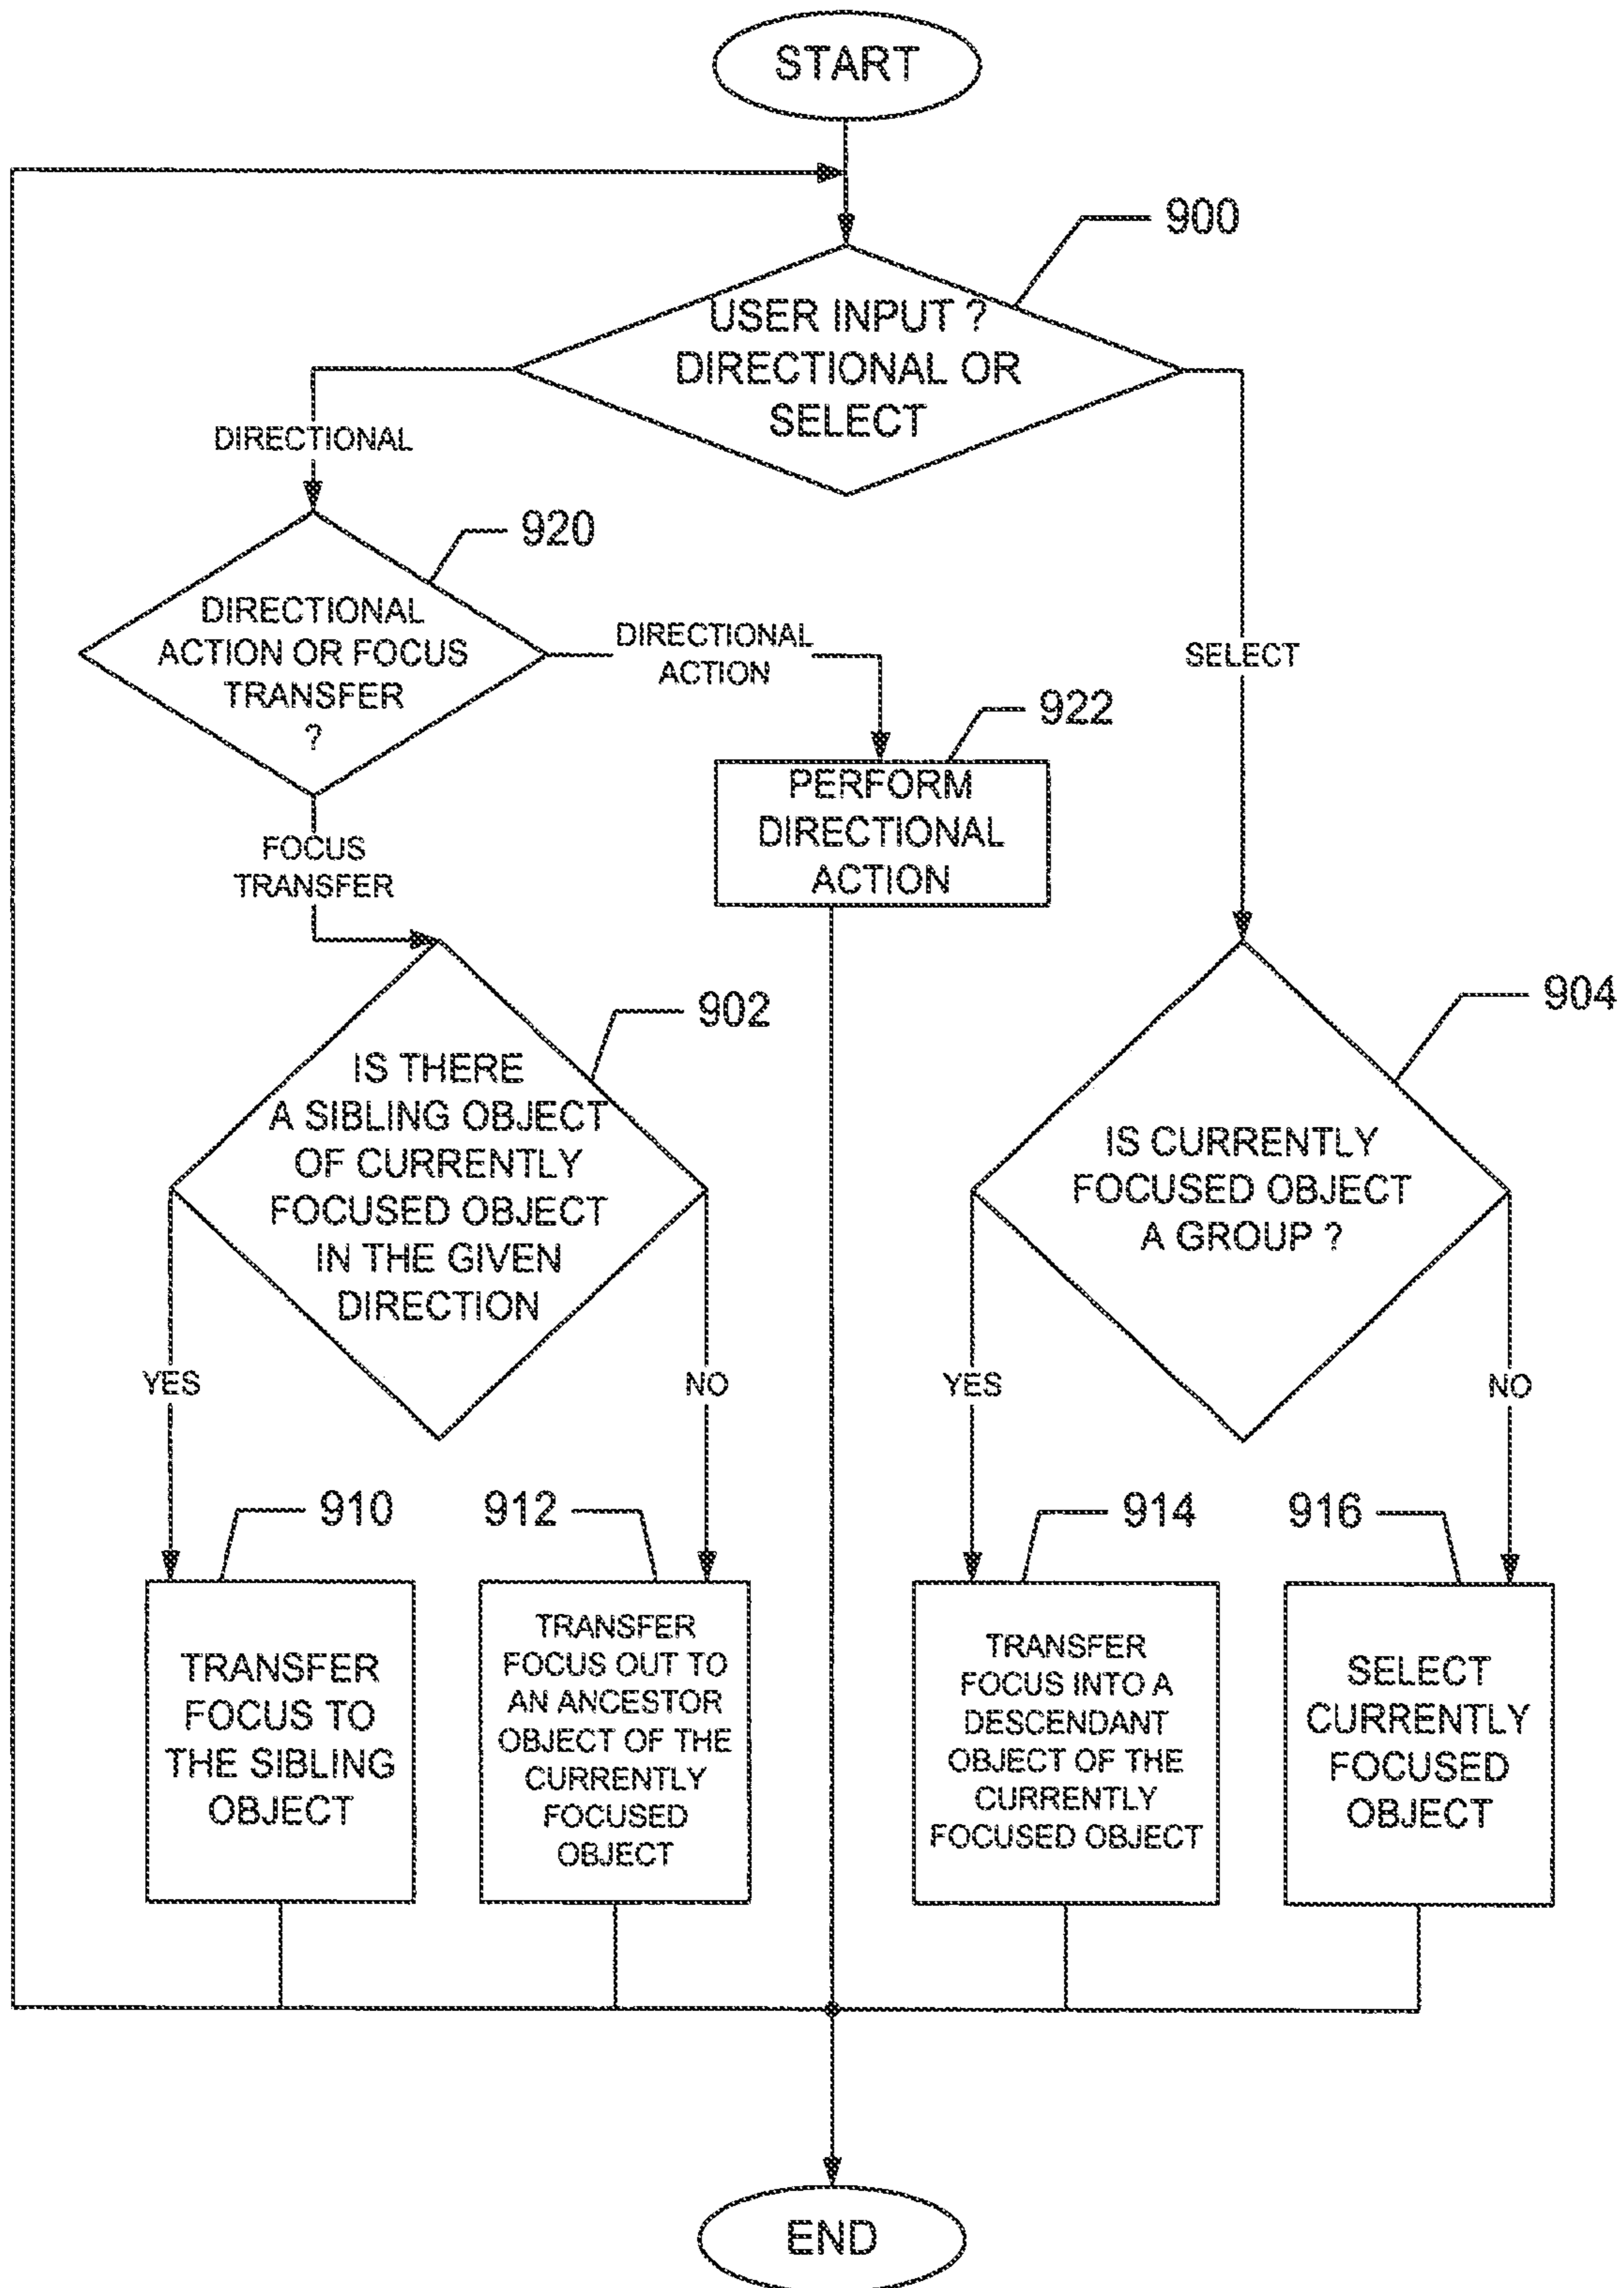 START
900
USER INPUT ?
DIRECTIONAL OR
SELECT
DIRECTIONAL
920
DIRECTIONAL
ACTION OR FOCUS
TRANSFER
?
DIRECTIONAL
ACTION
SELECT
922
PERFORM
DIRECTIONAL
ACTION
FOCUS
TRANSFER
902
IS THERE
A SIBLING OBJECT
OF CURRENTLY
FOCUSED OBJECT
IN THE GIVEN
DIRECTION
904
IS CURRENTLY
FOCUSED OBJECT
A GROUP ?
YES
NO
YES
NO
910
912
914
916
TRANSFER
FOCUS TO
THE SIBLING
OBJECT
TRANSFER
FOCUS OUT TO
AN ANCESTOR
OBJECT OF THE
CURRENTLY
FOCUSED
OBJECT
TRANSFER
FOCUS INTO A
DESCENDANT
OBJECT OF THE
CURRENTLY
FOCUSED OBJECT
SELECT
CURRENTLY
FOCUSED
OBJECT
END